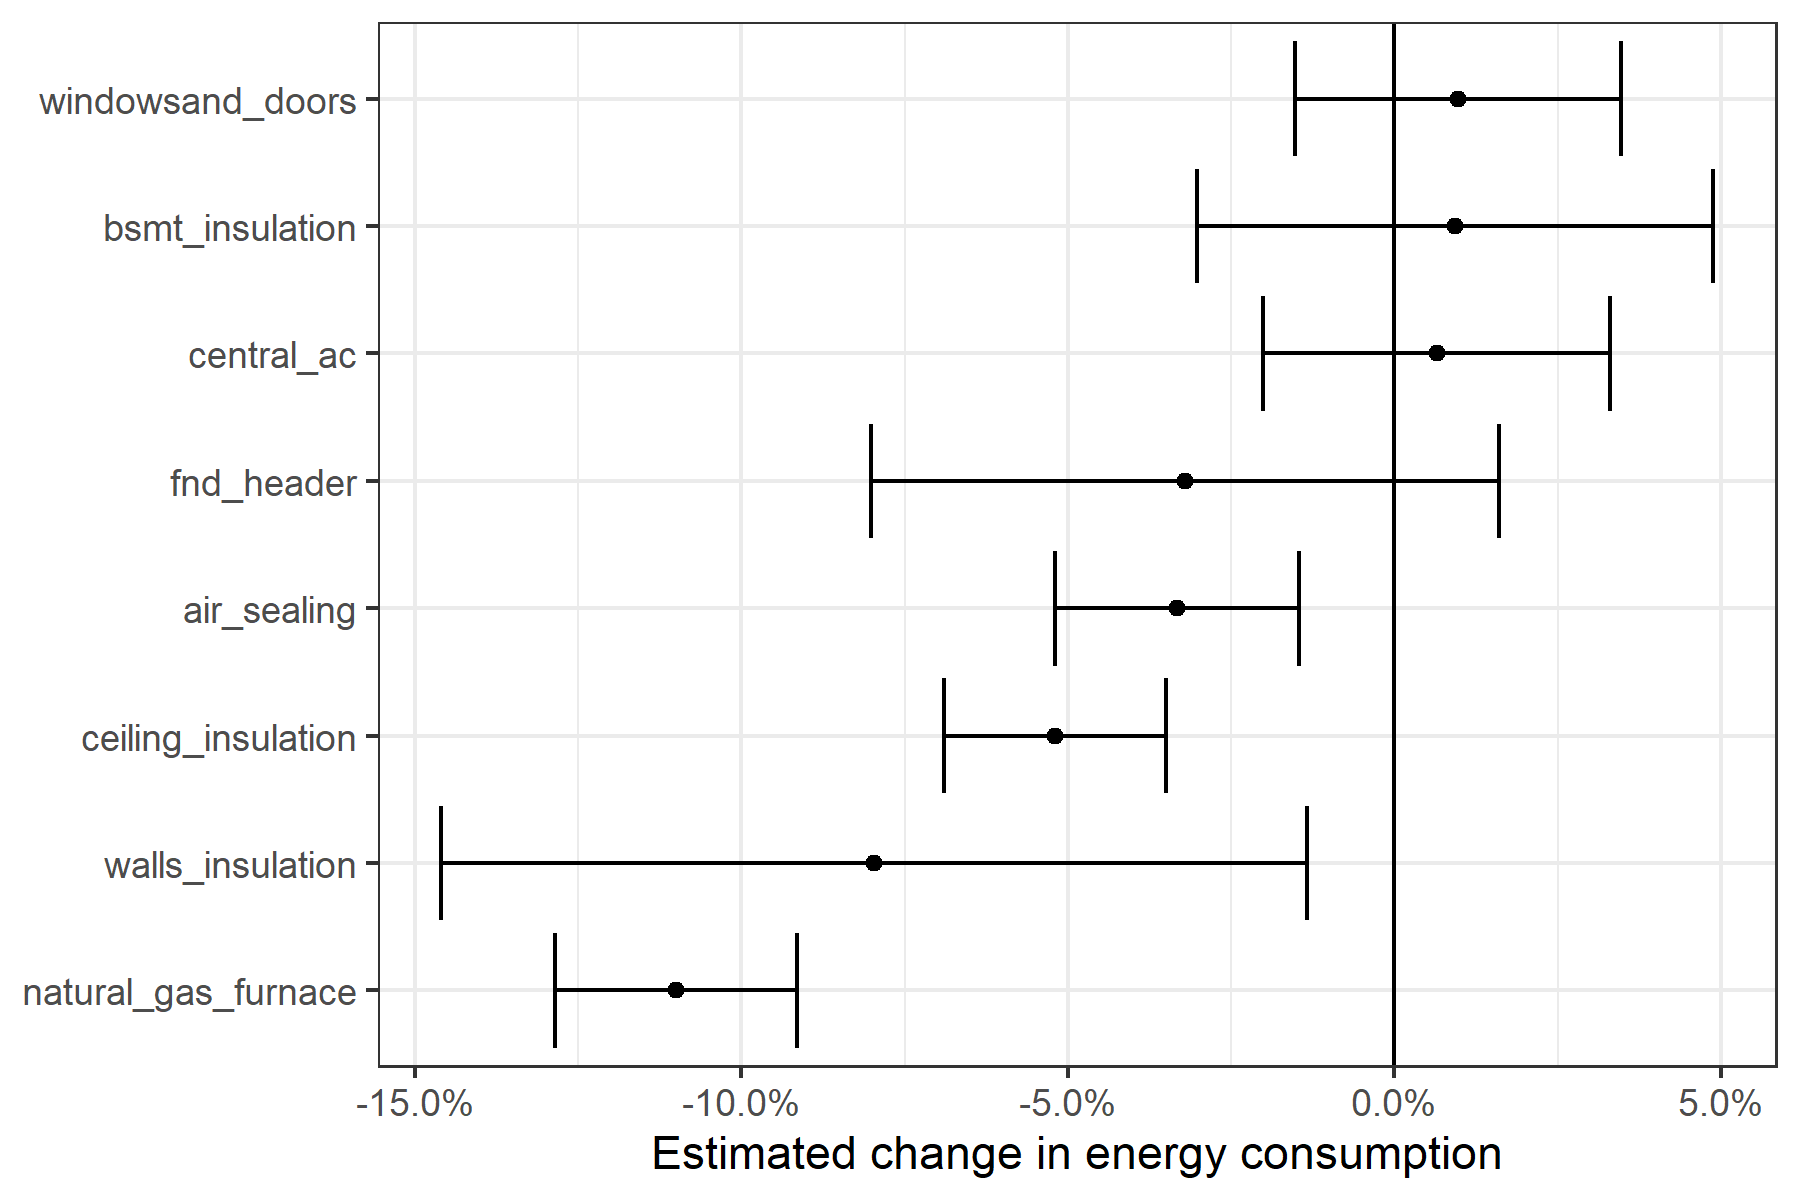 windowsand_doors
bsmt_insulation
central_ac
fnd_header
air_sealing
ceiling_insulation
walls_insulation
natural_gas_furnace
-15.0% -10.0% -5.0% 0.0% 5.0%
Estimated change in energy consumption